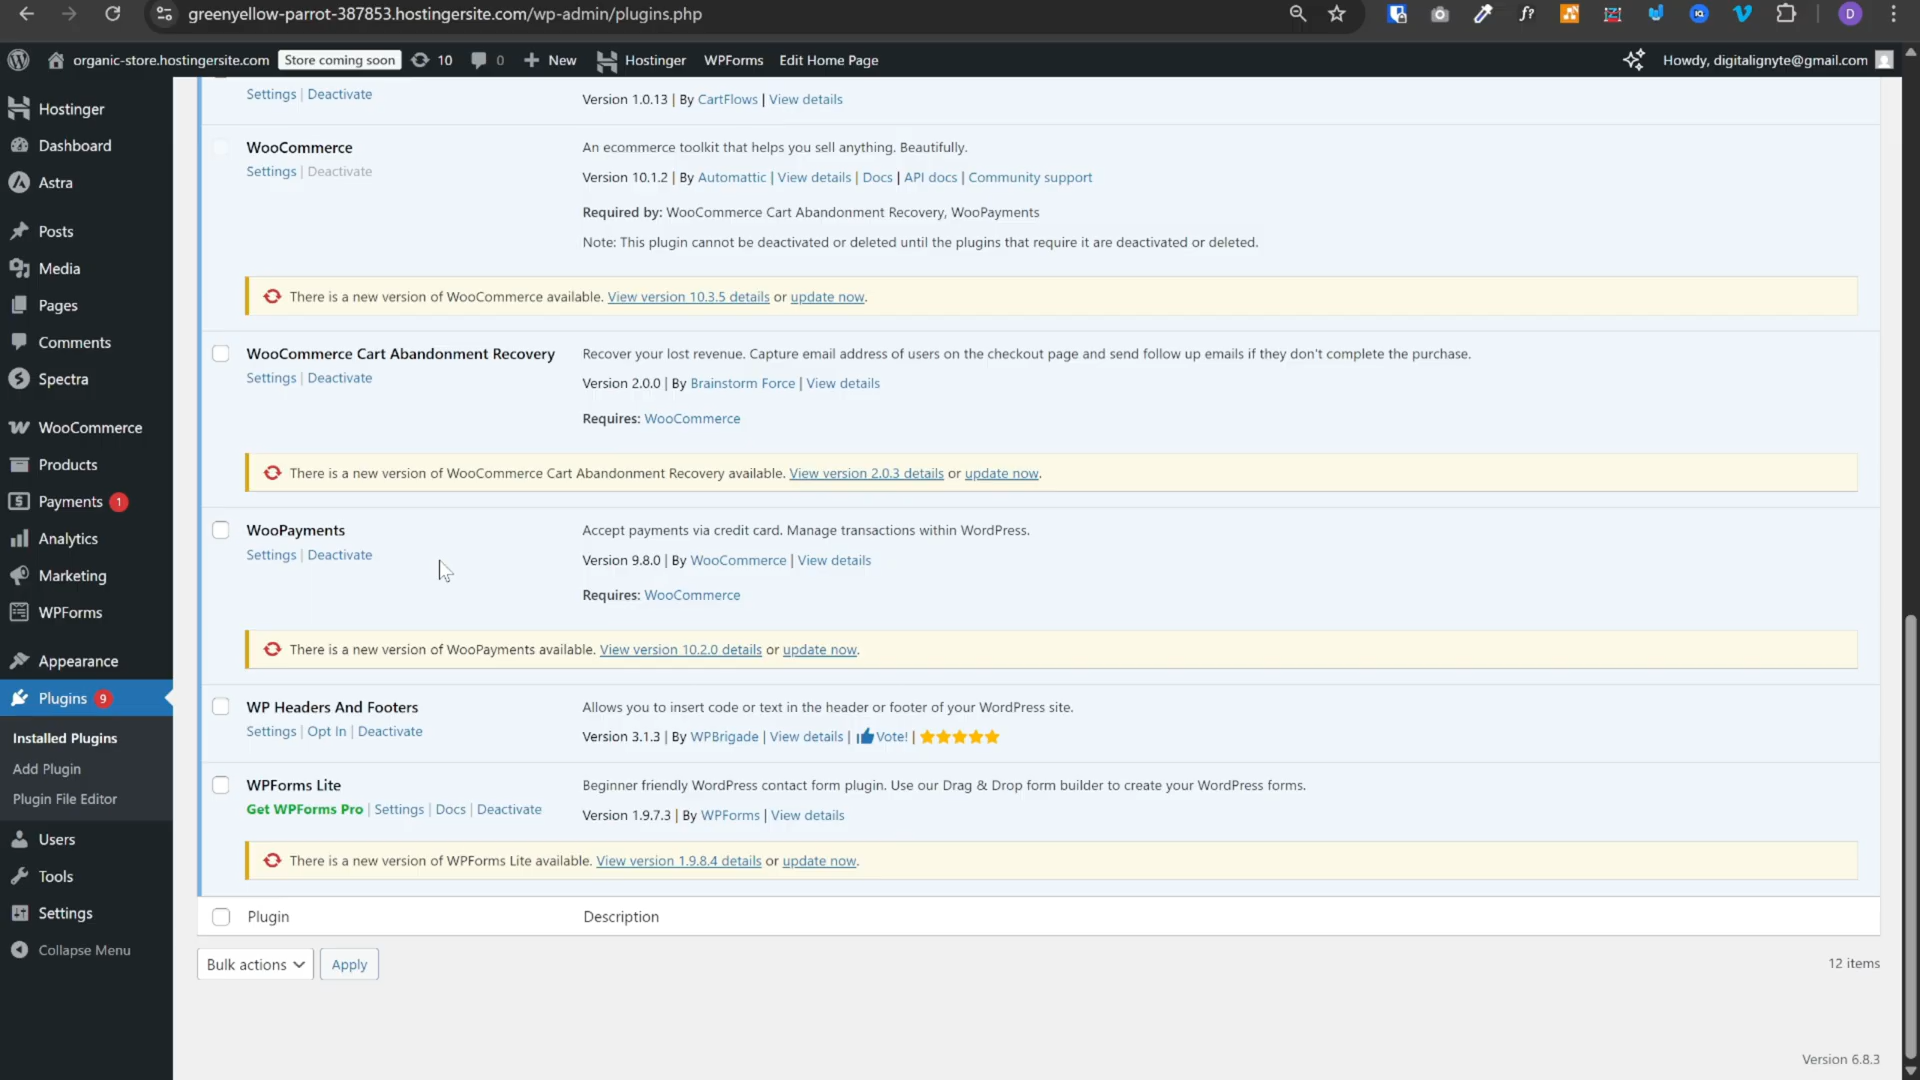 greenyellow-parrot-387853.hostingersite.com/wp-admin/plugins.php
D
organic-store.hostingersite.com Store coming soon 10 0 New Hostinger WPForms Edit Home Page Howdy, digitalignyte@gmail.com
Hostinger
Dashboard
Astra
Posts
Media
Pages
Comments
Spectra
WooCommerce
Products
Payments 1
Analytics
Marketing
WPForms
Appearance
Plugins 9
Installed Plugins
Add Plugin
Plugin File Editor
Users
Tools
Settings
Collapse Menu
Settings | Deactivate
Version 1.0.13 | By CartFlows | View details
WooCommerce
Settings | Deactivate
An ecommerce toolkit that helps you sell anything. Beautifully.
Version 10.1.2 | By Automattic | View details | Docs | API docs | Community support
Required by: WooCommerce Cart Abandonment Recovery, WooPayments
Note: This plugin cannot be deactivated or deleted until the plugins that require it are deactivated or deleted.
There is a new version of WooCommerce available. View version 10.3.5 details or update now.
WooCommerce Cart Abandonment Recovery
Settings | Deactivate
Recover your lost revenue. Capture email address of users on the checkout page and send follow up emails if they don't complete the purchase.
Version 2.0.0 | By Brainstorm Force | View details
Requires: WooCommerce
There is a new version of WooCommerce Cart Abandonment Recovery available. View version 2.0.3 details or update now.
WooPayments
Settings | Deactivate
Accept payments via credit card. Manage transactions within WordPress.
Version 9.8.0 | By WooCommerce | View details
Requires: WooCommerce
There is a new version of WooPayments available. View version 10.2.0 details or update now.
WP Headers And Footers
Settings | Opt In | Deactivate
Allows you to insert code or text in the header or footer of your WordPress site.
Version 3.1.3 | By WPBrigade | View details | Vote! |
WPForms Lite
Get WPForms Pro | Settings | Docs | Deactivate
Beginner friendly WordPress contact form plugin. Use our Drag & Drop form builder to create your WordPress forms.
Version 1.9.7.3 | By WPForms | View details
There is a new version of WPForms Lite available. View version 1.9.8.4 details or update now.
Plugin Description
Bulk actions Apply
12 items
Version 6.8.3